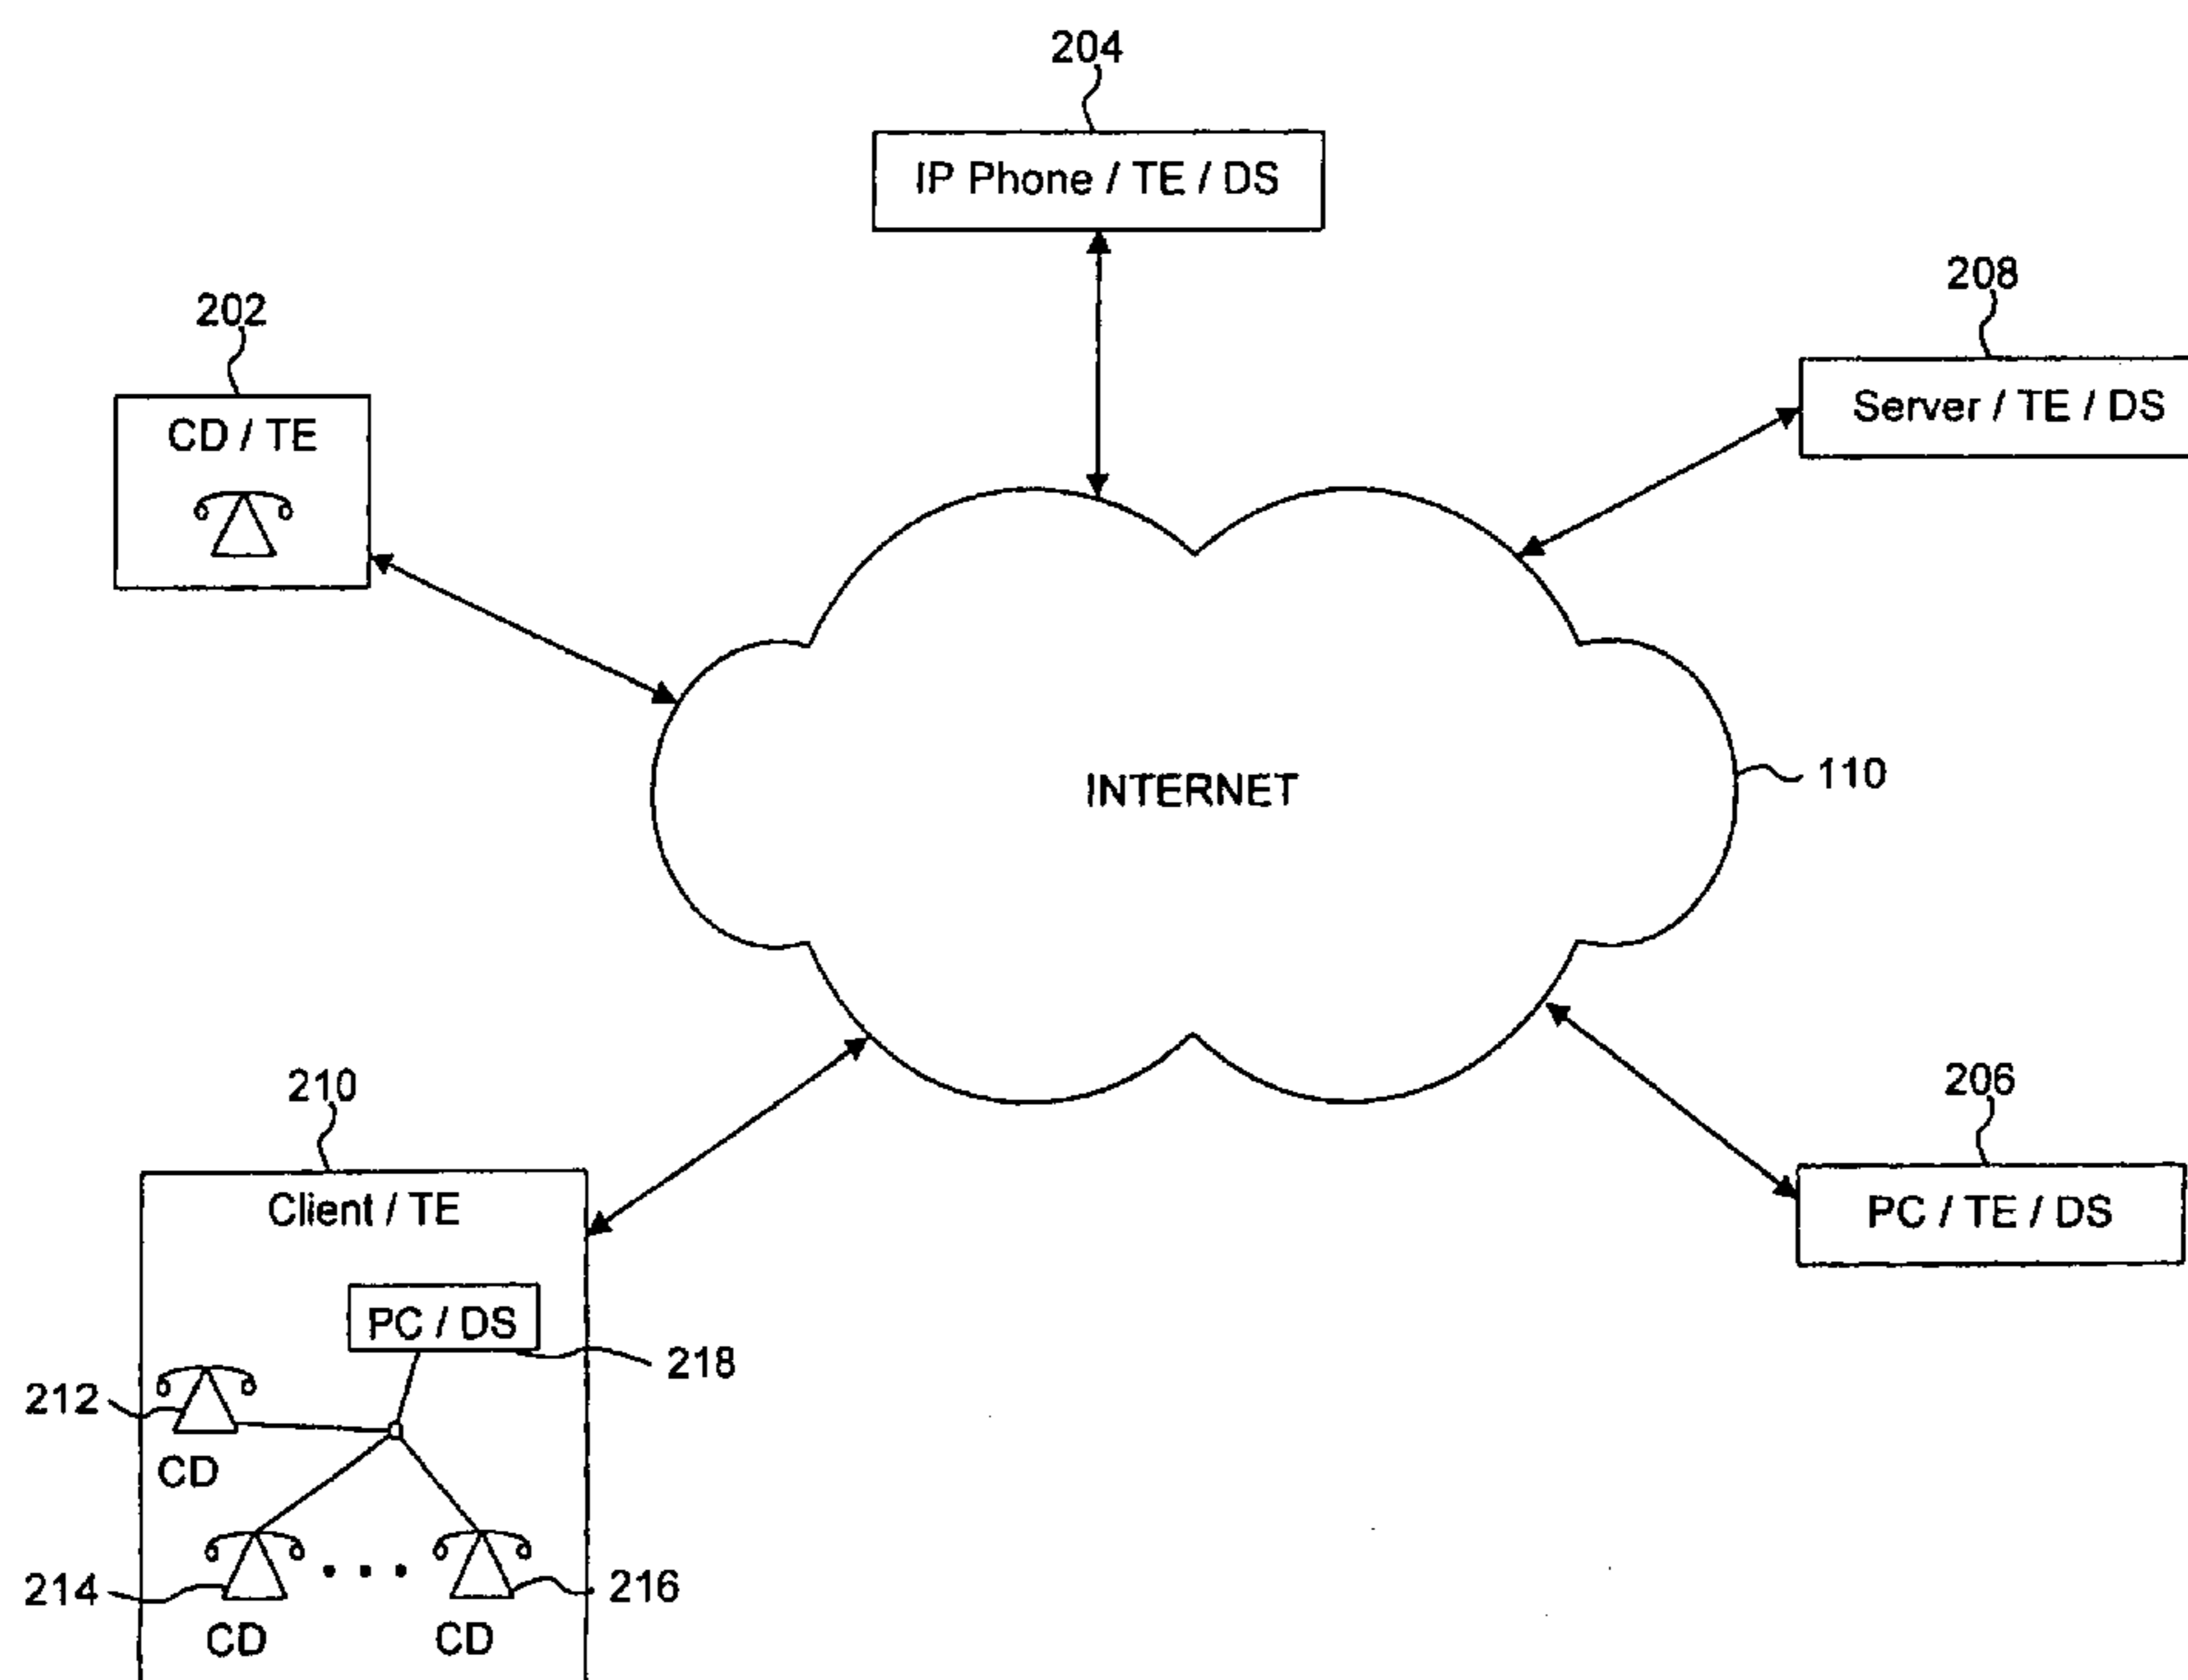 204
IP Phone / TE / DS
208
Server / TE / DS
202
CD / TE
INTERNET
110
210
Client / TE
206
PC / TE / DS
PC / DS
218
212
CD
214
216
CD
CD